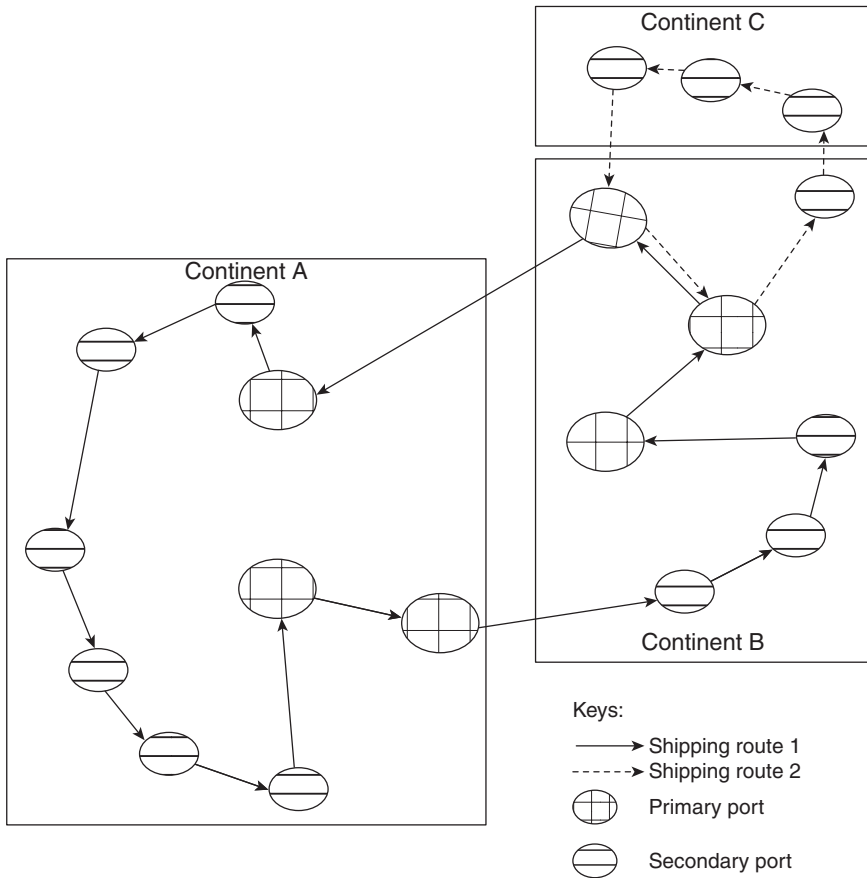 Continent C
Continent A
Continent B
Keys:
Shipping route 1
Shipping route 2
Primary port
Secondary port